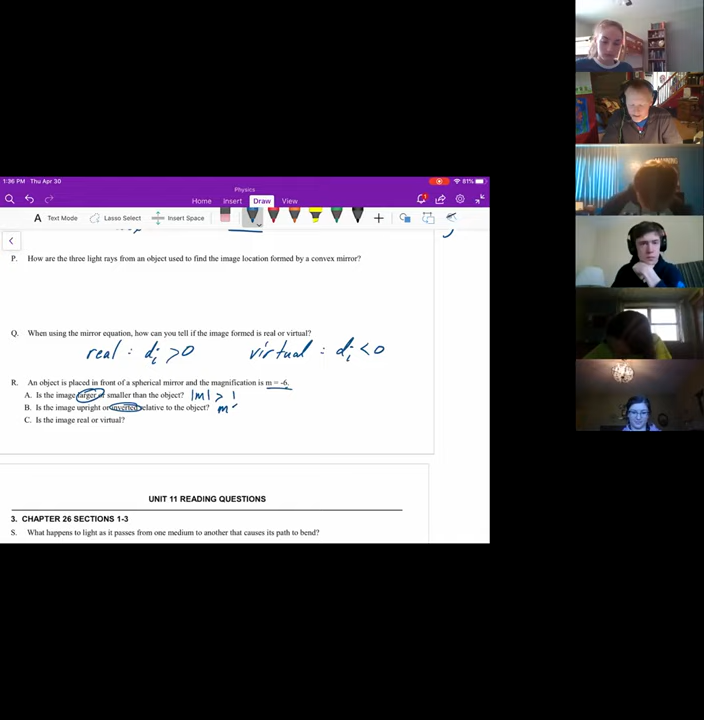 1:36 PM Thu Apr 30
81%
Physics
Home Insert Draw View
Text Mode Lasso Select Insert Space
P. How are the three light rays from an object used to find the image location formed by a convex mirror?
Q. When using the mirror equation, how can you tell if the image formed is real or virtual?
real : di > 0 virtual : di < 0
R. An object is placed in front of a spherical mirror and the magnification is m = -6.
A. Is the image larger or smaller than the object? |m| > 1
B. Is the image upright or inverted relative to the object? m
C. Is the image real or virtual?
UNIT 11 READING QUESTIONS
3. CHAPTER 26 SECTIONS 1-3
S. What happens to light as it passes from one medium to another that causes its path to bend?